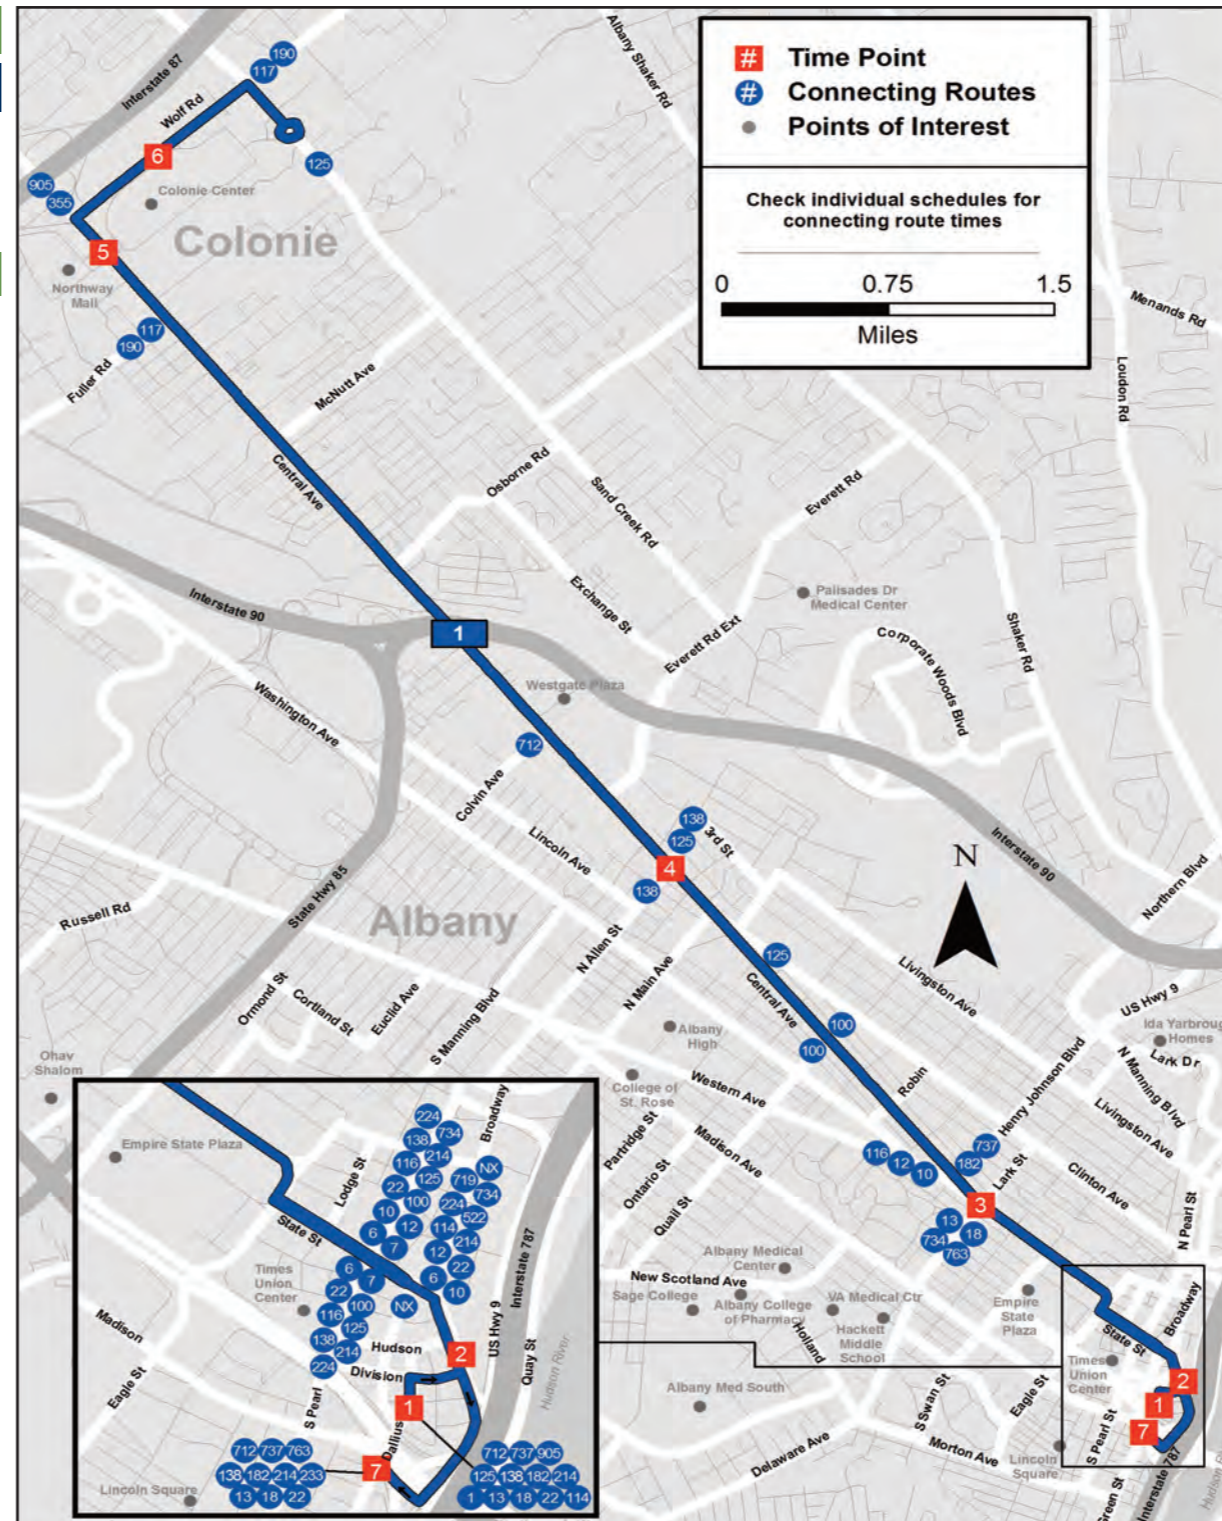 Interstate 87
Wolf Rd
190
117
6
125
905
355
Colonie Center
Colonie
5
Northway
Mall
117
190
Fuller Rd
McNutt Ave
Central Ave
Albany Shaker Rd
# Time Point
# Connecting Routes
Points of Interest
Check individual schedules for
connecting route times
0 0.75 1.5
Miles
Menands Rd
Loudon Rd
Osborne Rd
Sand Creek Rd
Everett Rd
Exchange St
Everett Rd Ext
Palisades Dr
Medical Center
Corporate Woods Blvd
Shaker Rd
Interstate 90
1
Westgate Plaza
Washington Ave
712
Colvin Ave
Lincoln Ave
138
125
3rd St
4
138
State Hwy 85
Russell Rd
Albany
N
Interstate 90
Northern Blvd
N Allen St
N Main Ave
125
Central Ave
Livingston Ave
Ormond St
Cortland St
Euclid Ave
S Manning Blvd
100
100
Albany
High
US Hwy 9
Ida Yarbroug
Homes
Lark Dr
N Manning Blvd
Livingston Ave
Ohav
Shalom
College of
St. Rose
Western Ave
Robin
Henry Johnson Blvd
Partridge St
Madison Ave
Ontario St
Quail St
116
12
10
737
182
Lark St
Clinton Ave
3
13
18
734
763
N Pearl St
Albany Medical
Center
New Scotland Ave
Sage College
Albany College
of Pharmacy
VA Medical Ctr
Hackett
Middle
School
Holland
Empire
State
Plaza
Broadway
State St
Times
Union
Center
2
1
7
Albany Med South
S Swan St
Eagle St
S Pearl St
Delaware Ave
Morton Ave
Lincoln
Square
Green St
Interstate 787
Hudson R
Empire State Plaza
Lodge St
Broadway
224
138
734
116
214
22
125
10
100
6
12
7
NX
719
734
224
522
114
214
12
22
6
10
State St
Times
Union
Center
6
7
22
NX
100
116
125
138
214
224
US Hwy 9
Interstate 787
Quay St
Hudson River
Madison
Eagle St
Hudson
Division
2
1
S Pearl
Dallius
7
712 737 763
138 182 214 233
13 18 22
712 737 905
125 138 182 214
1 13 18 22 114
Lincoln Square